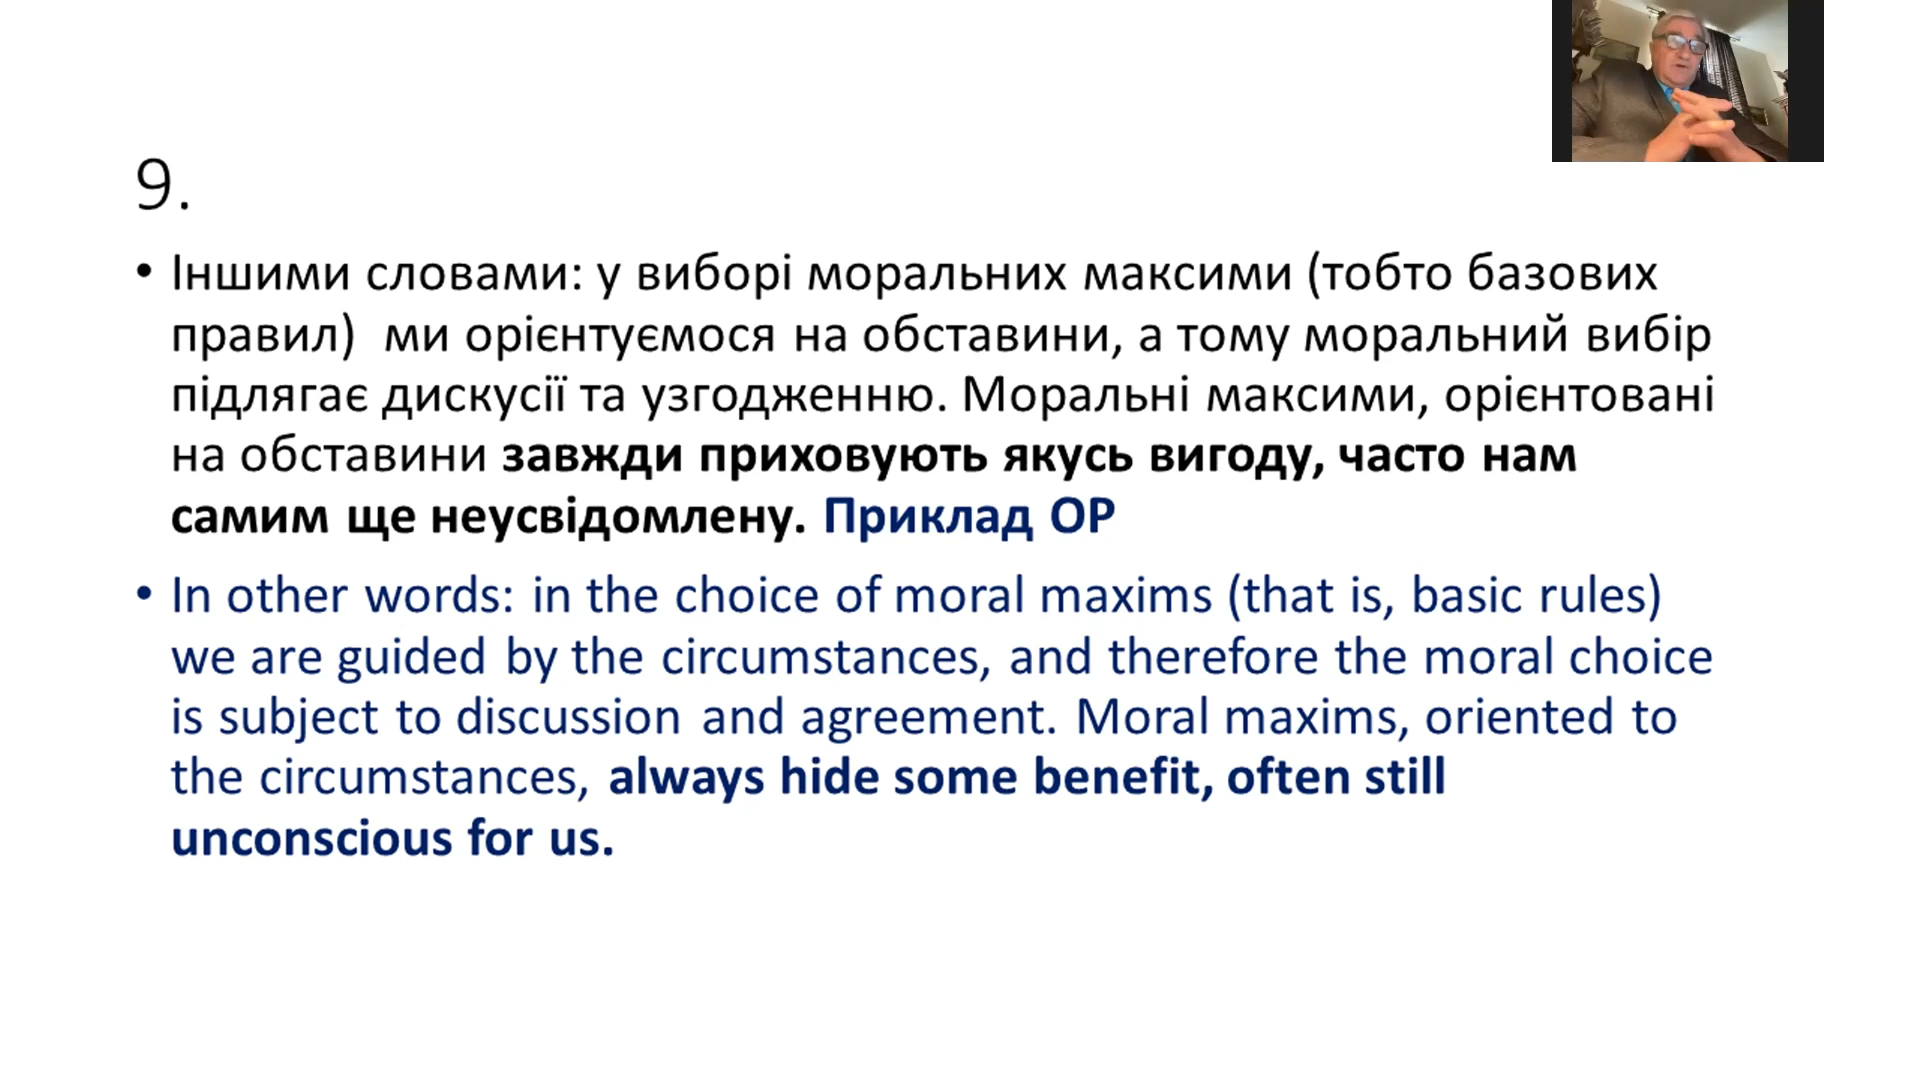 9.
• Іншими словами: у виборі моральних максими (тобто базових
правил)  ми орієнтуємося на обставини, а тому моральний вибір
підлягає дискусії та узгодженню. Моральні максими, орієнтовані
на обставини завжди приховують якусь вигоду, часто нам
самим ще неусвідомлену. Приклад ОР
• In other words: in the choice of moral maxims (that is, basic rules)
we are guided by the circumstances, and therefore the moral choice
is subject to discussion and agreement. Moral maxims, oriented to
the circumstances, always hide some benefit, often still
unconscious for us.